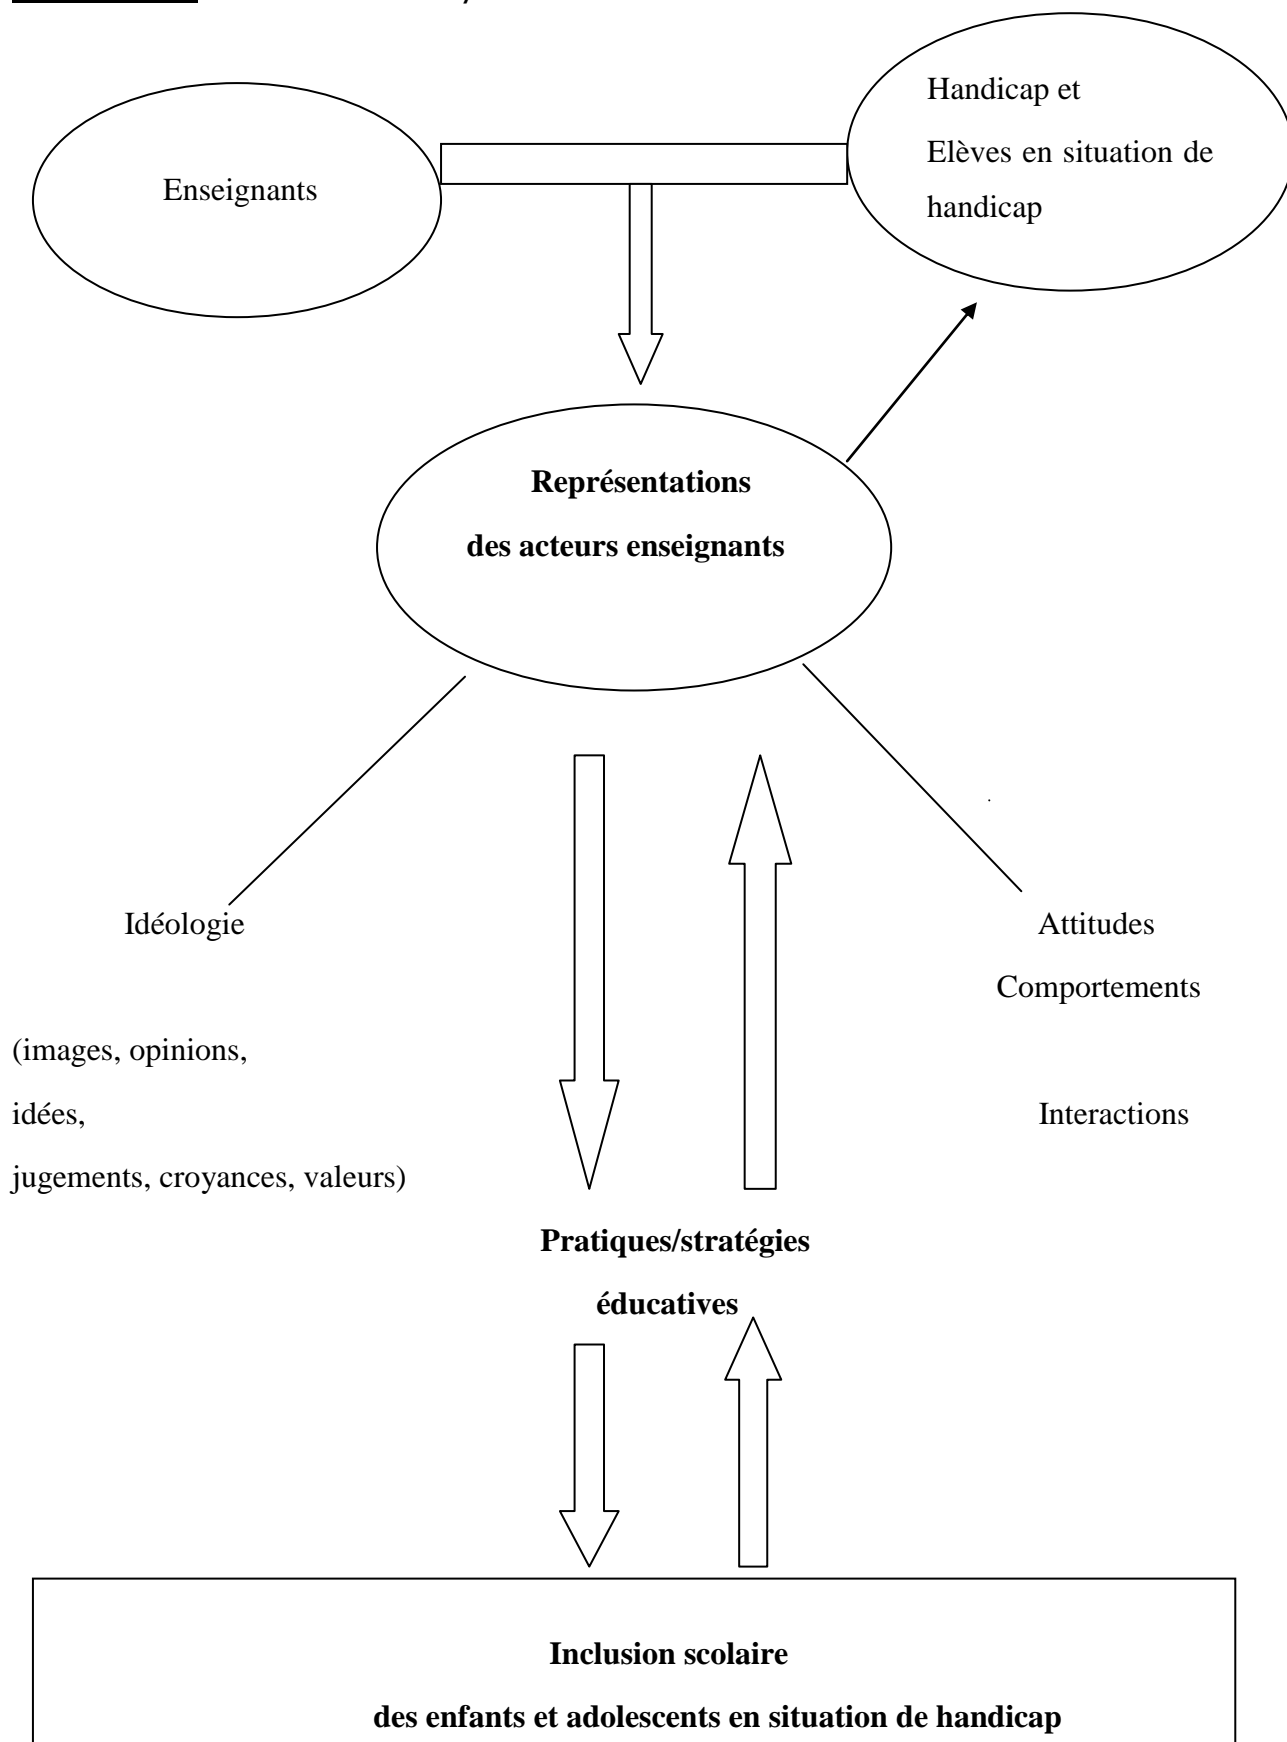 Enseignants
Handicap et
Elèves en situation de
handicap
Représentations
des acteurs enseignants
Idéologie
(images, opinions,
idées,
jugements, croyances, valeurs)
Attitudes
Comportements
Interactions
Pratiques/stratégies
éducatives
Inclusion scolaire
des enfants et adolescents en situation de handicap